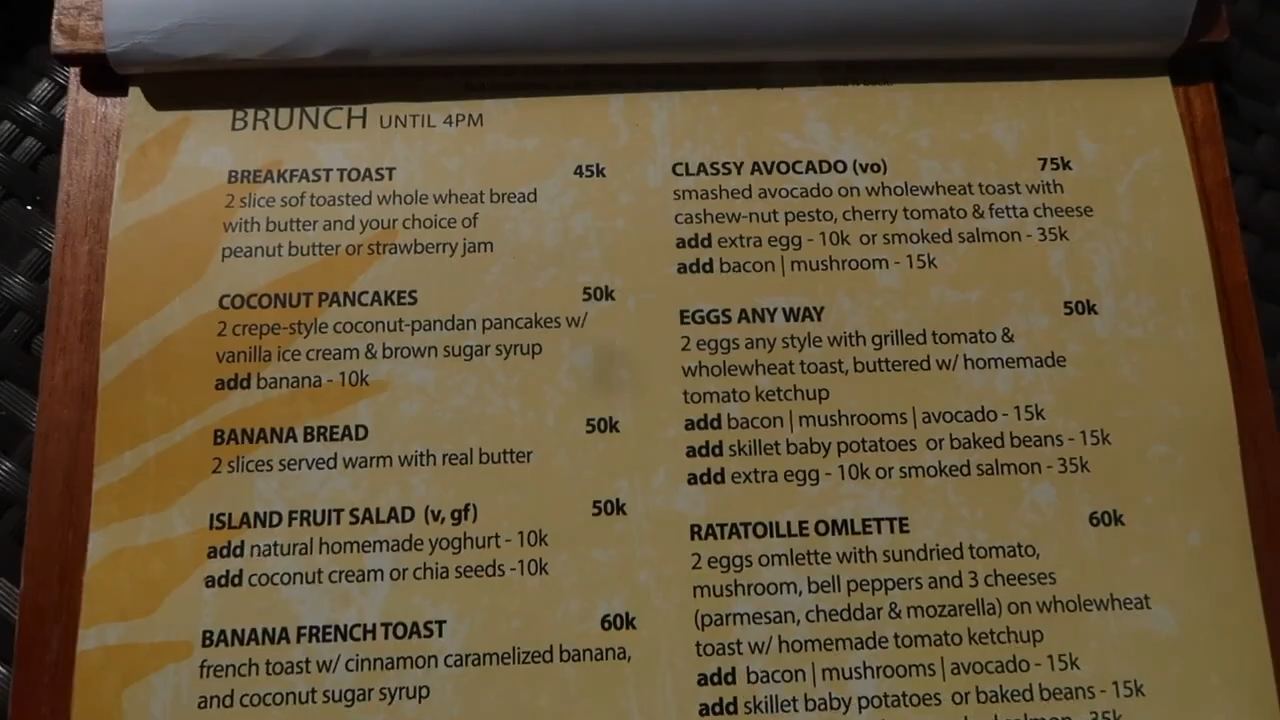 BRUNCH UNTIL 4PM
BREAKFAST TOAST 45k
2 slice sof toasted whole wheat bread
with butter and your choice of
peanut butter or strawberry jam
COCONUT PANCAKES 50k
2 crepe-style coconut-pandan pancakes w/
vanilla ice cream & brown sugar syrup
add banana - 10k
BANANA BREAD 50k
2 slices served warm with real butter
ISLAND FRUIT SALAD (v, gf) 50k
add natural homemade yoghurt - 10k
add coconut cream or chia seeds -10k
BANANA FRENCH TOAST 60k
french toast w/ cinnamon caramelized banana,
and coconut sugar syrup
CLASSY AVOCADO (vo) 75k
smashed avocado on wholewheat toast with
cashew-nut pesto, cherry tomato & fetta cheese
add extra egg - 10k or smoked salmon - 35k
add bacon | mushroom - 15k
EGGS ANY WAY 50k
2 eggs any style with grilled tomato &
wholewheat toast, buttered w/ homemade
tomato ketchup
add bacon | mushrooms | avocado - 15k
add skillet baby potatoes or baked beans - 15k
add extra egg - 10k or smoked salmon - 35k
RATATOILLE OMLETTE 60k
2 eggs omlette with sundried tomato,
mushroom, bell peppers and 3 cheeses
(parmesan, cheddar & mozarella) on wholewheat
toast w/ homemade tomato ketchup
add bacon | mushrooms | avocado - 15k
add skillet baby potatoes or baked beans - 15k
salmon - 35k